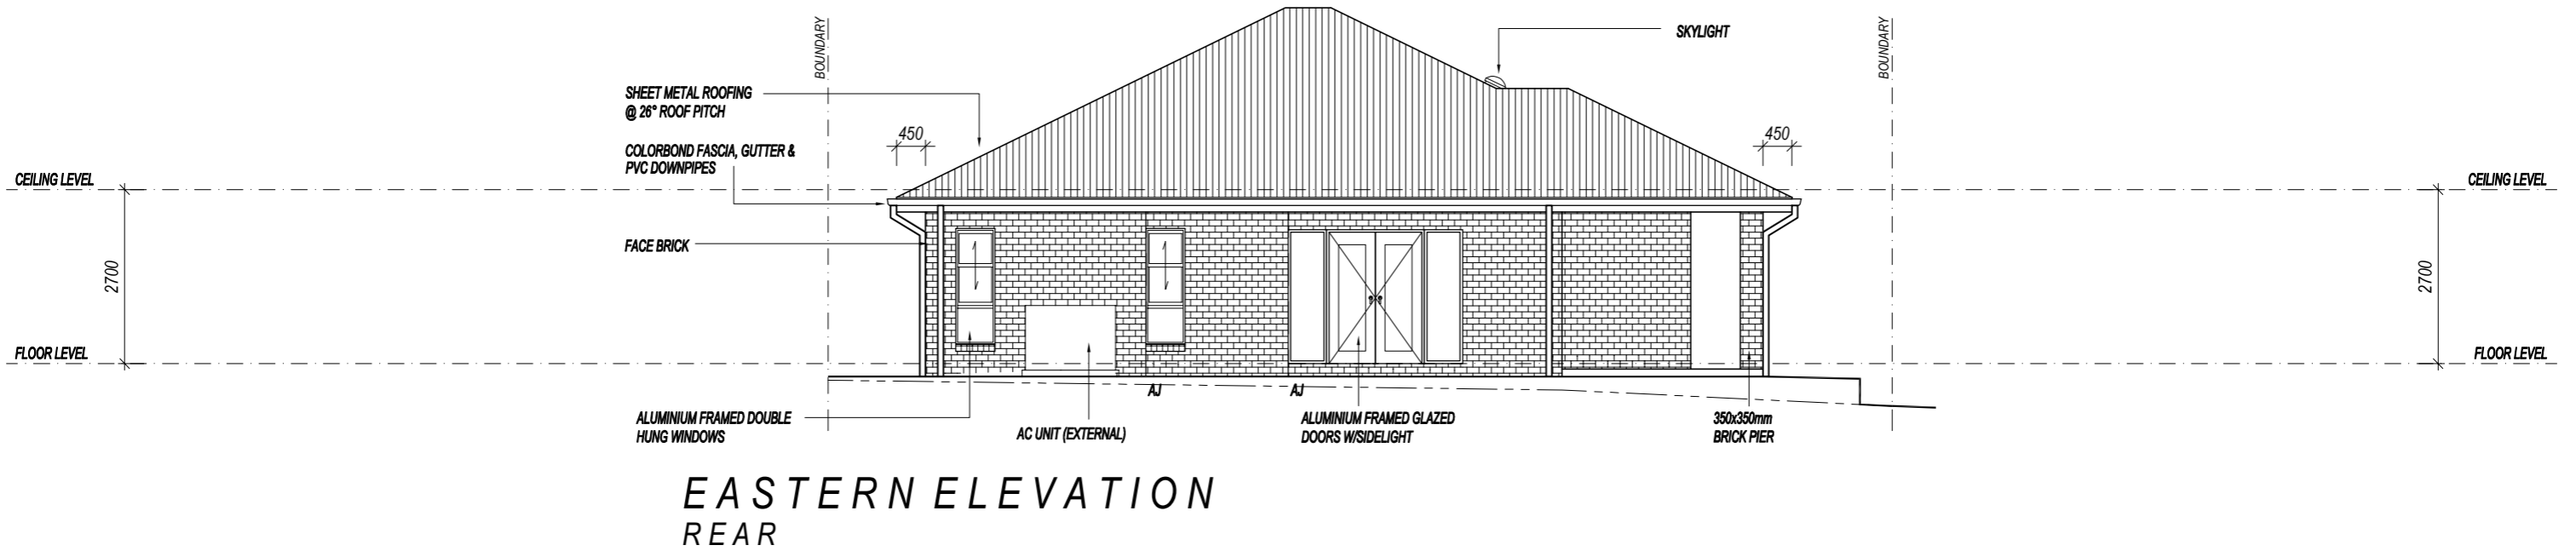 BOUNDARY
BOUNDARY
SKYLIGHT
SHEET METAL ROOFING
@ 26° ROOF PITCH
450
450
COLORBOND FASCIA, GUTTER &
PVC DOWNPIPES
CEILING LEVEL
CEILING LEVEL
FACE BRICK
2700
2700
FLOOR LEVEL
FLOOR LEVEL
AJ
AJ
ALUMINIUM FRAMED DOUBLE
HUNG WINDOWS
AC UNIT (EXTERNAL)
ALUMINIUM FRAMED GLAZED
DOORS W/SIDELIGHT
350x350mm
BRICK PIER
EASTERN ELEVATION
REAR